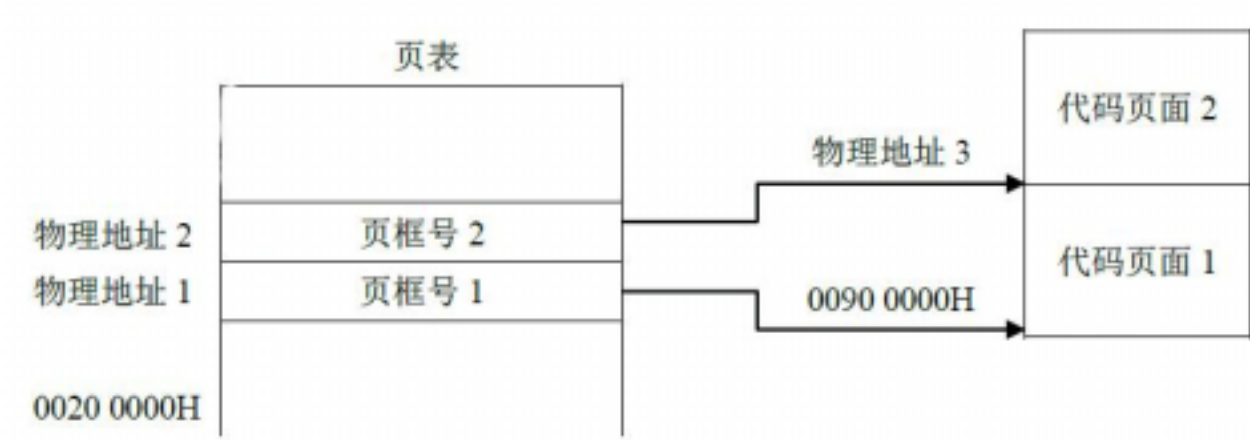 页表
代码页面 2
物理地址 3
物理地址 2
页框号 2
代码页面 1
物理地址 1
页框号 1
0090 0000H
0020 0000H